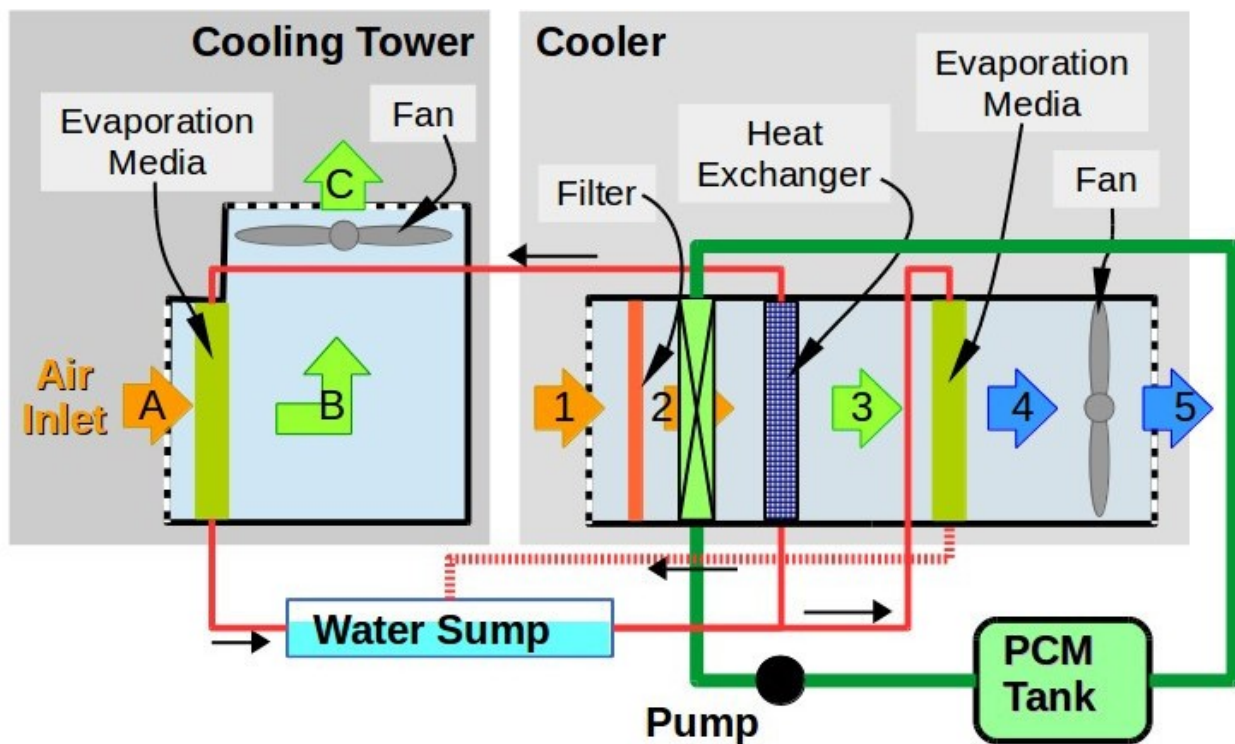 Cooling Tower
Cooler
Evaporation
Media
Fan
C
Air
Inlet
A
B
Filter
Heat
Exchanger
Evaporation
Media
Fan
1
2
3
4
5
Water Sump
Pump
PCM
Tank